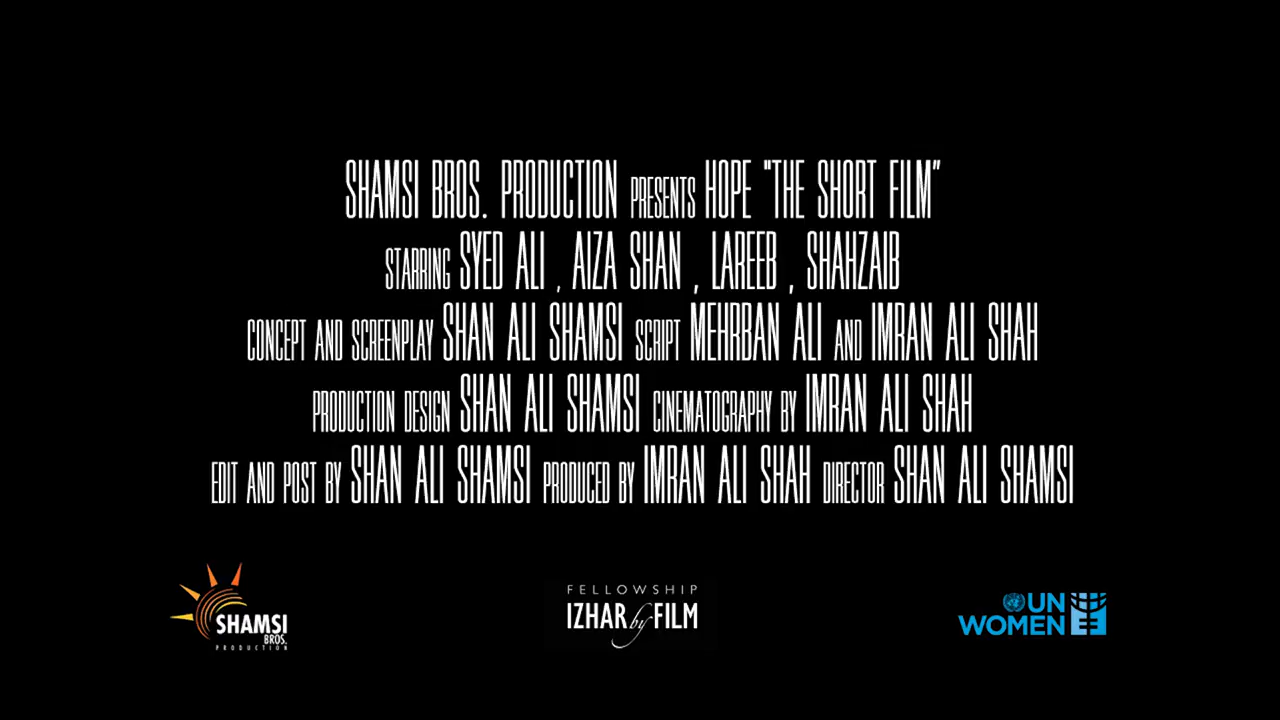 SHAMSI BROS. PRODUCTION PRESENTS HOPE "THE SHORT FILM"
STARRING SYED ALI , AIZA SHAN , LAREEB , SHAHZAIB
CONCEPT AND SCREENPLAY SHAN ALI SHAMSI SCRIPT MEHRBAN ALI AND IMRAN ALI SHAH
PRODUCTION DESIGN SHAN ALI SHAMSI CINEMATOGRAPHY BY IMRAN ALI SHAH
EDIT AND POST BY SHAN ALI SHAMSI PRODUCED BY IMRAN ALI SHAH DIRECTOR SHAN ALI SHAMSI
SHAMSI
BROS.
PRODUCTION
FELLOWSHIP
IZHAR by FILM
UN
WOMEN